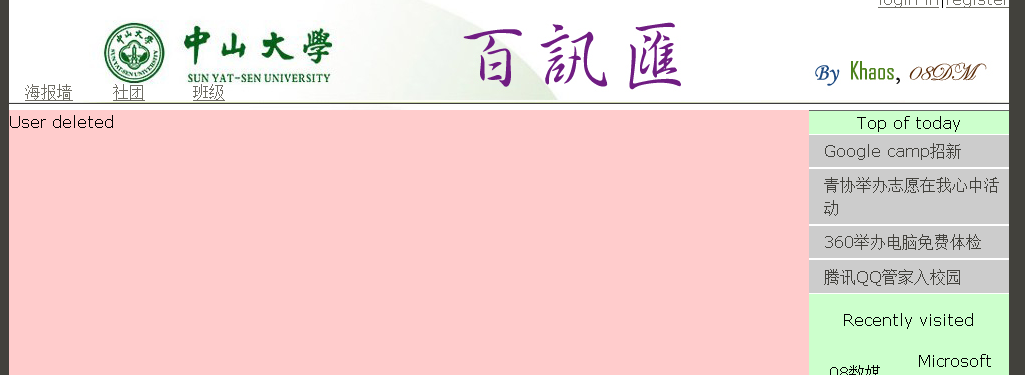 login in|register
中山大學
SUN YAT-SEN UNIVERSITY
百訊匯
By Khaos, 08DM
海报墙 社团 班级
User deleted
Top of today
Google camp招新
青协举办志愿在我心中活
动
360举办电脑免费体检
腾讯QQ管家入校园
Recently visited
Microsoft
08数媒